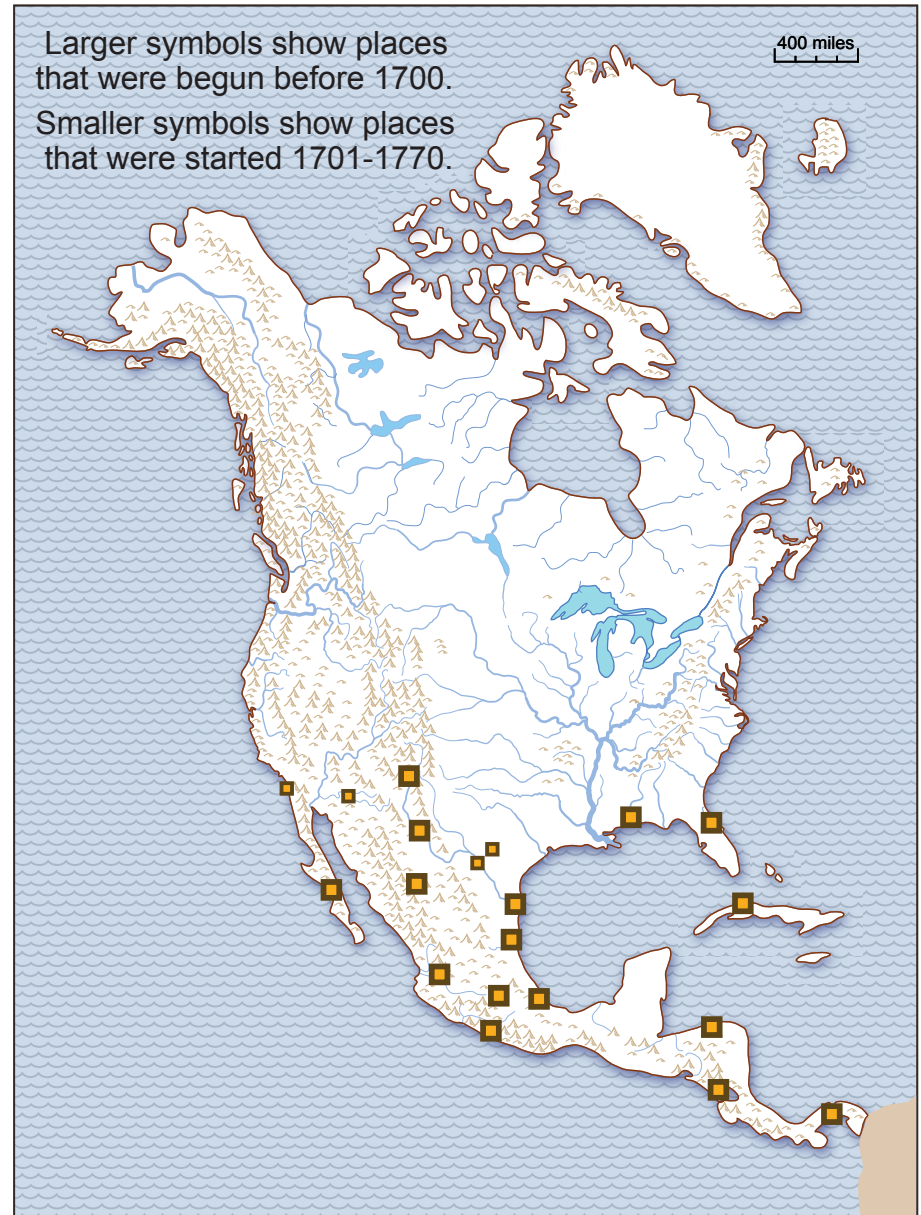 Larger symbols show places
that were begun before 1700.
Smaller symbols show places
that were started 1701-1770.
400 miles